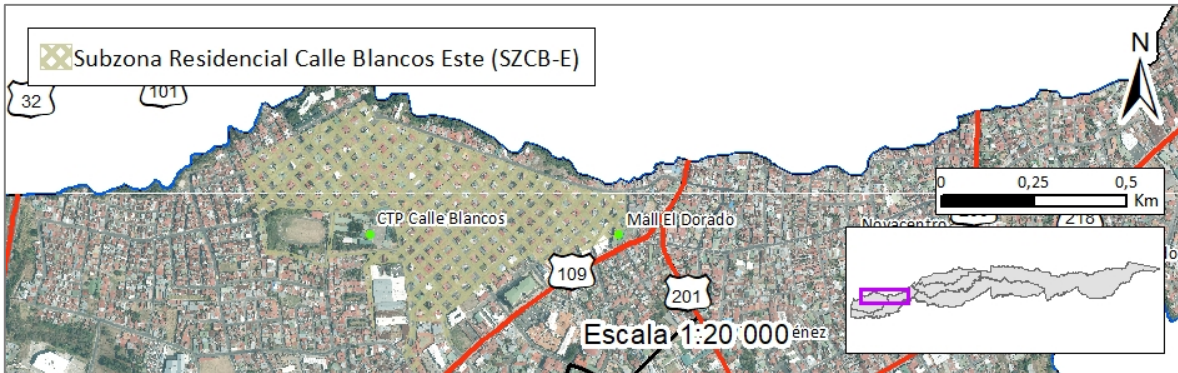 Subzona Residencial Calle Blancos Este (SZCB-E)
N
32
101
0 0,25 0,5
Km
CTP Calle Blancos
Mall El Dorado
Novacentro
218
109
201
Escala 1:20 000
énez